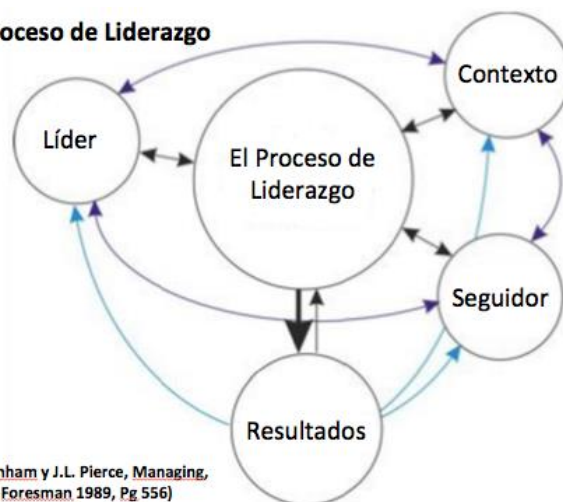 oceso de Liderazgo
Contexto
Líder
El Proceso de
Liderazgo
Seguidor
Resultados
nham y J.L. Pierce, Managing,
Foresman 1989, Pg 556)